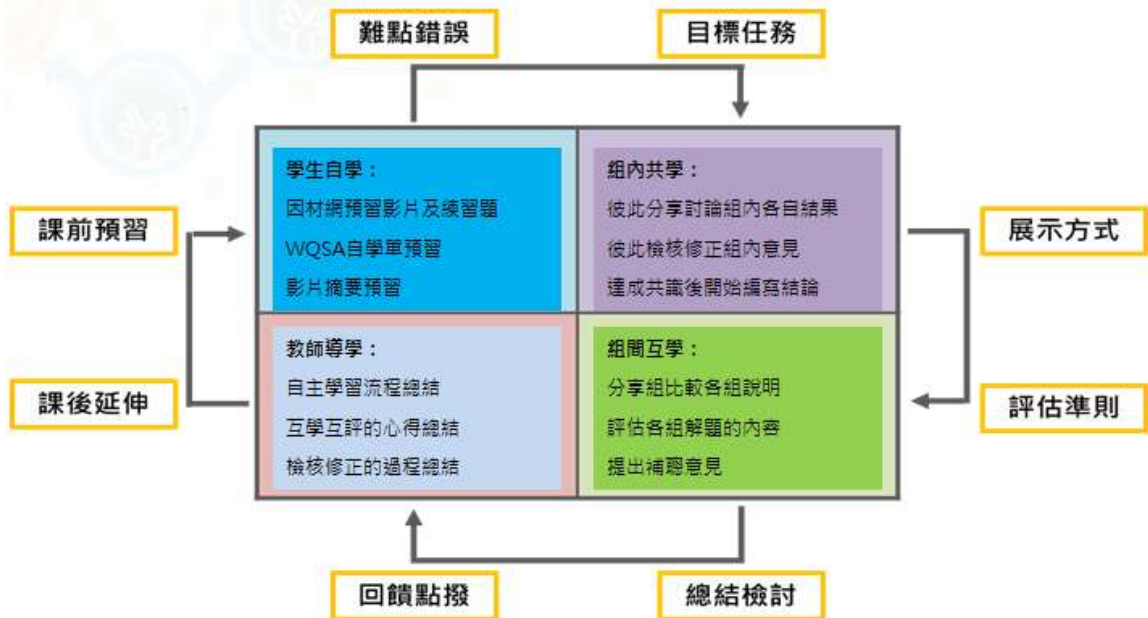 難點錯誤
目標任務
學生自學：
因材網預習影片及練習題
WQSA自學單預習
影片摘要預習
組內共學：
彼此分享討論組內各自結果
彼此檢核修正組內意見
達成共識後開始編寫結論
課前預習
展示方式
教師導學：
自主學習流程總結
互學互評的心得總結
檢核修正的過程總結
組間互學：
分享組比較各組說明
評估各組解題的內容
提出補聰意見
課後延伸
評估準則
回饋點撥
總結檢討